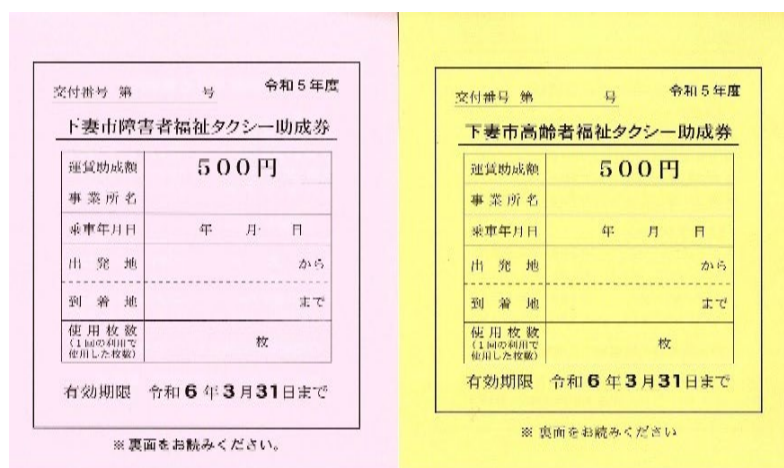 令和5年度
交付番号 第 号
下妻市障害者福祉タクシー助成券
運賃助成額 500円
事業所名
乗車年月日 年 月 日
出発地 から
到着地 まで
使用枚数
(1回の利用で
使用した枚数)
枚
有効期限 令和6年3月31日まで
※裏面をお読みください。
令和5年度
交付番号 第 号
下妻市高齢者福祉タクシー助成券
運賃助成額 500円
事業所名
乗車年月日 年 月 日
出発地 から
到着地 まで
使用枚数
(1回の利用で
使用した枚数)
枚
有効期限 令和6年3月31日まで
※裏面をお読みください